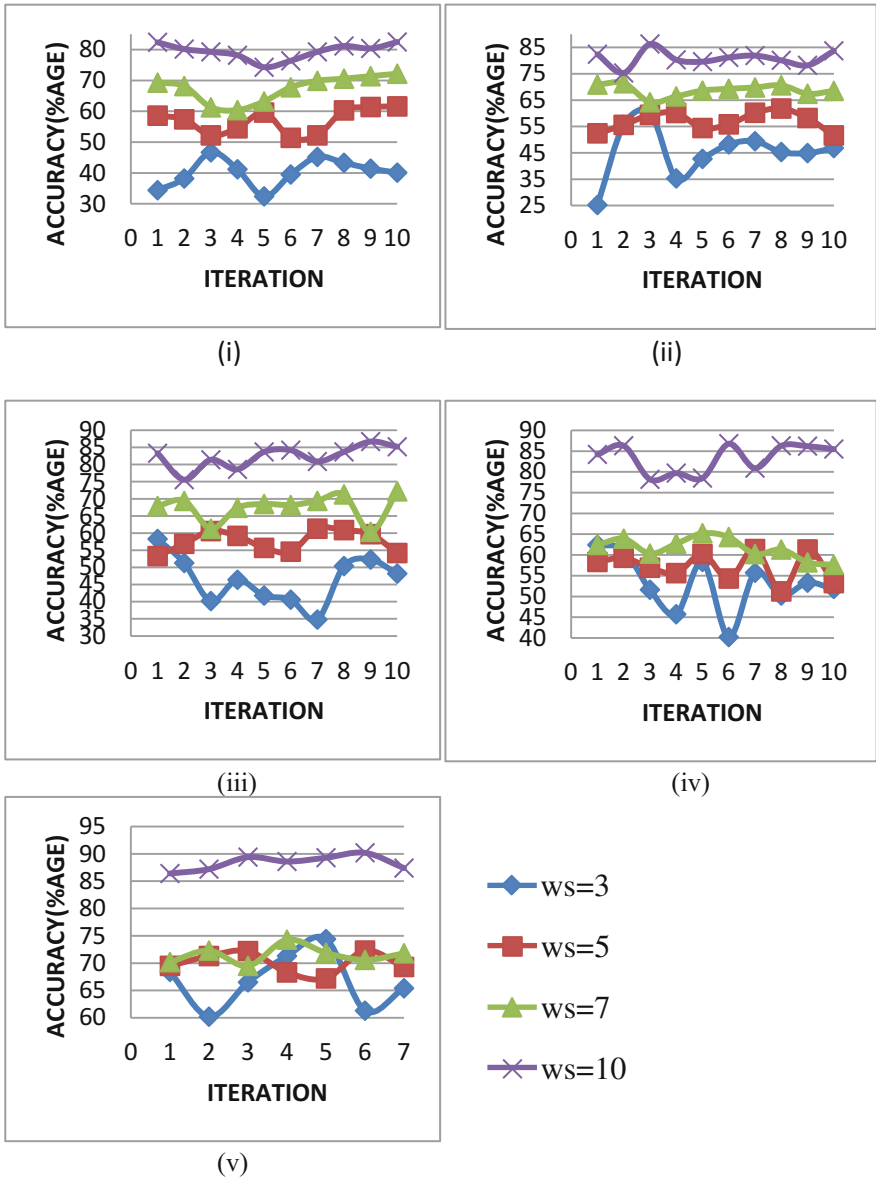 ACCURACY(%AGE)
80
70
60
50
40
30
0 1 2 3 4 5 6 7 8 9 10
ITERATION
(i)
ACCURACY(%AGE)
85
75
65
55
45
35
25
0 1 2 3 4 5 6 7 8 9 10
ITERATION
(ii)
ACCURACY(%AGE)
90
85
80
75
70
65
60
55
50
45
40
35
30
0 1 2 3 4 5 6 7 8 9 10
ITERATION
(iii)
ACCURACY(%AGE)
90
85
80
75
70
65
60
55
50
45
40
0 1 2 3 4 5 6 7 8 9 10
ITERATION
(iv)
ACCURACY(%AGE)
95
90
85
80
75
70
65
60
0 1 2 3 4 5 6 7
ITERATION
(v)
ws=3
ws=5
ws=7
ws=10